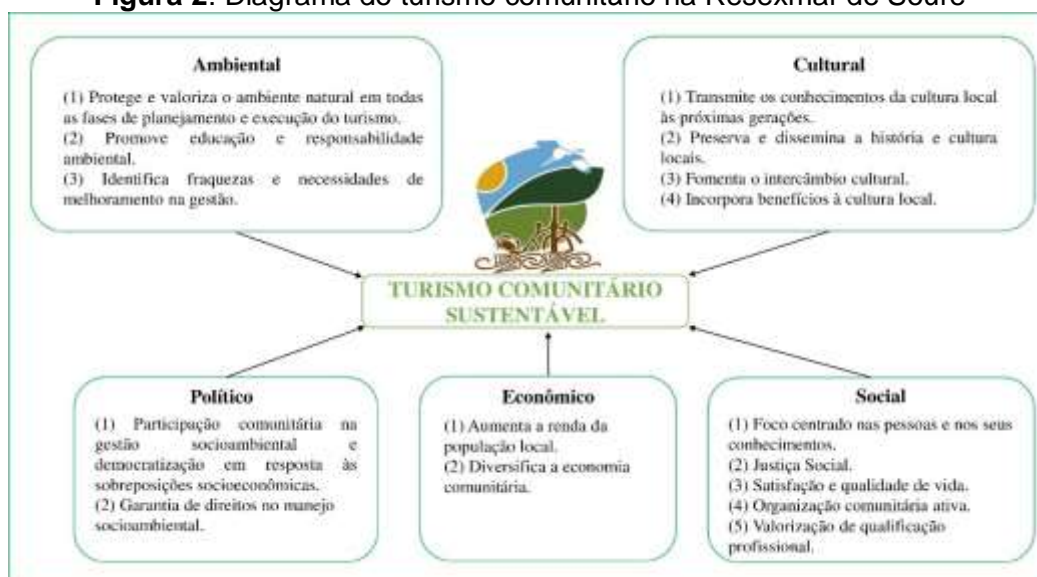 Figura 2. Diagrama do turismo comunitário na Resexmar de Soure
Ambiental
(1) Protege e valoriza o ambiente natural em todas
as fases de planejamento e execução do turismo.
(2) Promove educação e responsabilidade
ambiental.
(3) Identifica fraquezas e necessidades de
melhoramento na gestão.
Cultural
(1) Transmite os conhecimentos da cultura local
às próximas gerações.
(2) Preserva e dissemina a história e cultura
locais.
(3) Fomenta o intercâmbio cultural.
(4) Incorpora benefícios à cultura local.
TURISMO COMUNITÁRIO
SUSTENTÁVEL
Político
(1) Participação comunitária na
gestão socioambiental e
democratização em resposta às
sobreposições socioeconômicas.
(2) Garantia de direitos no manejo
socioambiental.
Econômico
(1) Aumenta a renda da
população local.
(2) Diversifica a economia
comunitária.
Social
(1) Foco centrado nas pessoas e nos seus
conhecimentos.
(2) Justiça Social.
(3) Satisfação e qualidade de vida.
(4) Organização comunitária ativa.
(5) Valorização de qualificação
profissional.